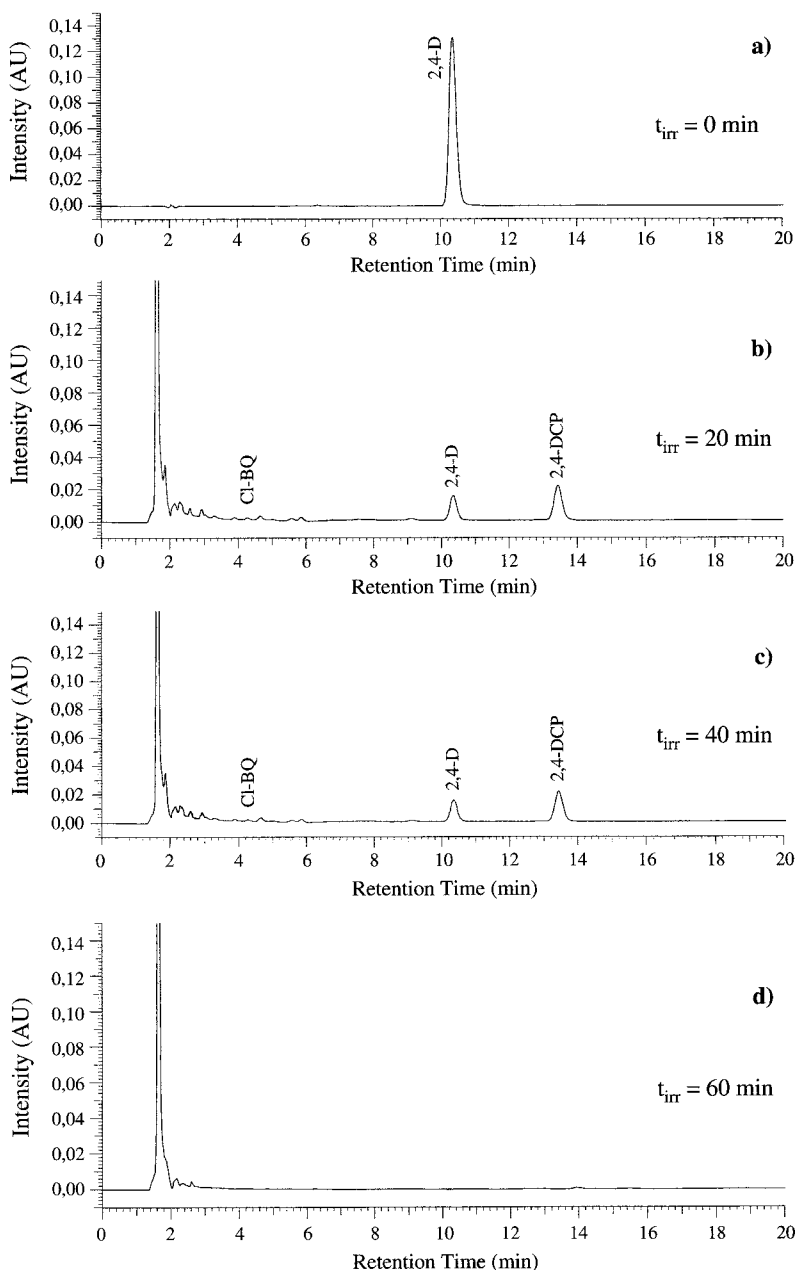 Intensity (AU)
0,14
0,12
0,10
0,08
0,06
0,04
0,02
0,00
2,4-D
a)
t_irr = 0 min
0 2 4 6 8 10 12 14 16 18 20
Retention Time (min)
Intensity (AU)
0,14
0,12
0,10
0,08
0,06
0,04
0,02
0.00
Cl-BQ
2,4-D
2,4-DCP
b)
t_irr = 20 min
0 2 4 6 8 10 12 14 16 18 20
Retention Time (min)
Intensity (AU)
0,14
0,12
0,10
0,08
0,06
0,04
0,02
0,00
Cl-BQ
2,4-D
2,4-DCP
c)
t_irr = 40 min
0 2 4 6 8 10 12 14 16 18 20
Retention Time (min)
Intensity (AU)
0,14
0,12
0,10
0,08
0,06
0,04
0,02
0,00
d)
t_irr = 60 min
0 2 4 6 8 10 12 14 16 18 20
Retention Time (min)